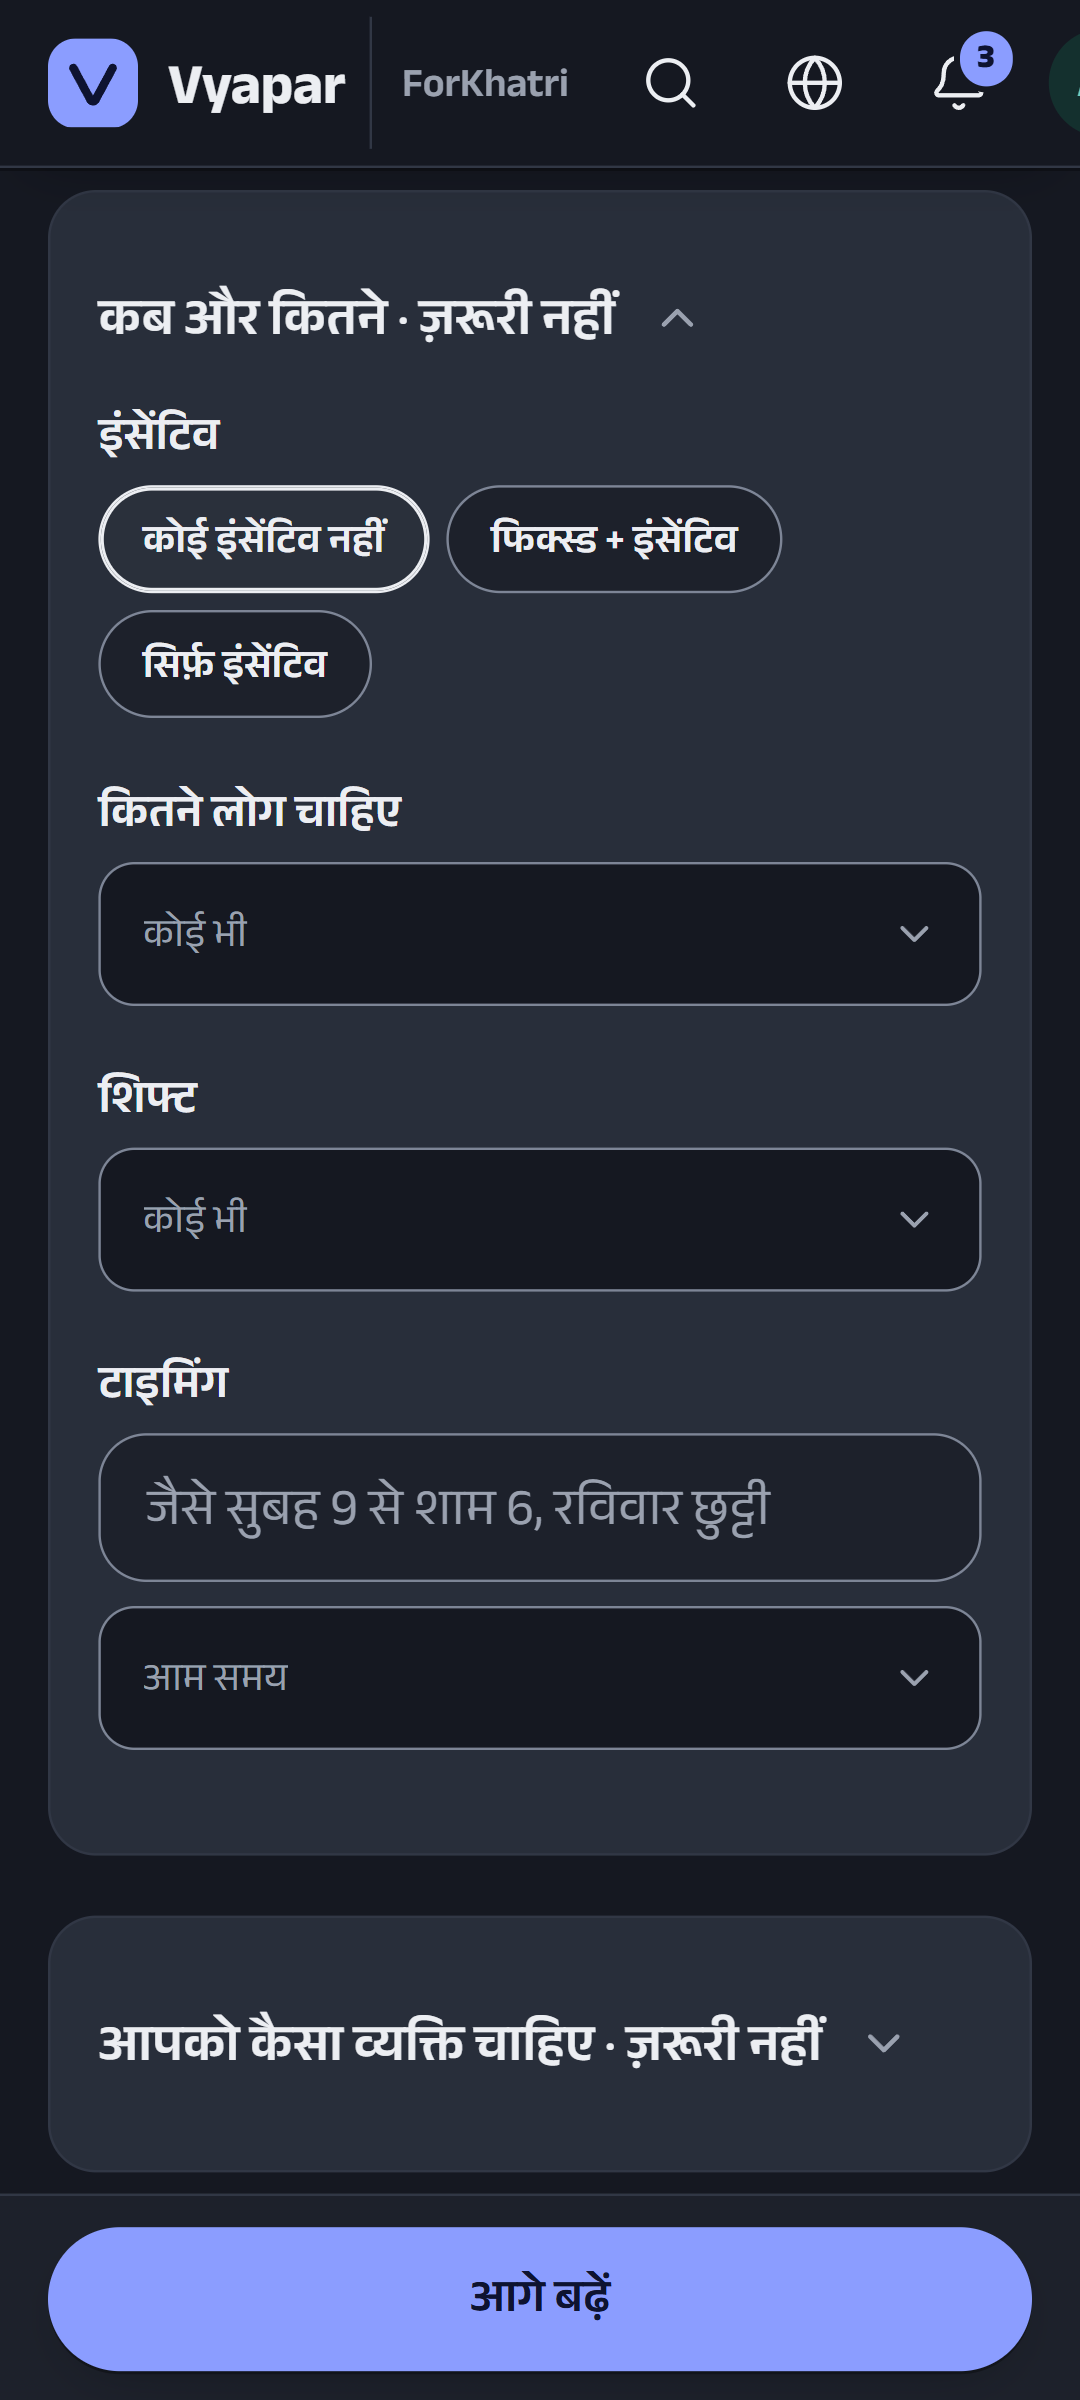 Vyapar ForKhatri 3
कब और कितने · ज़रूरी नहीं
इंसेंटिव
कोई इंसेंटिव नहीं फिक्स्ड + इंसेंटिव
सिर्फ़ इंसेंटिव
कितने लोग चाहिए
कोई भी
शिफ्ट
कोई भी
टाइमिंग
जैसे सुबह 9 से शाम 6, रविवार छुट्टी
आम समय
आपको कैसा व्यक्ति चाहिए · ज़रूरी नहीं
आगे बढ़ें